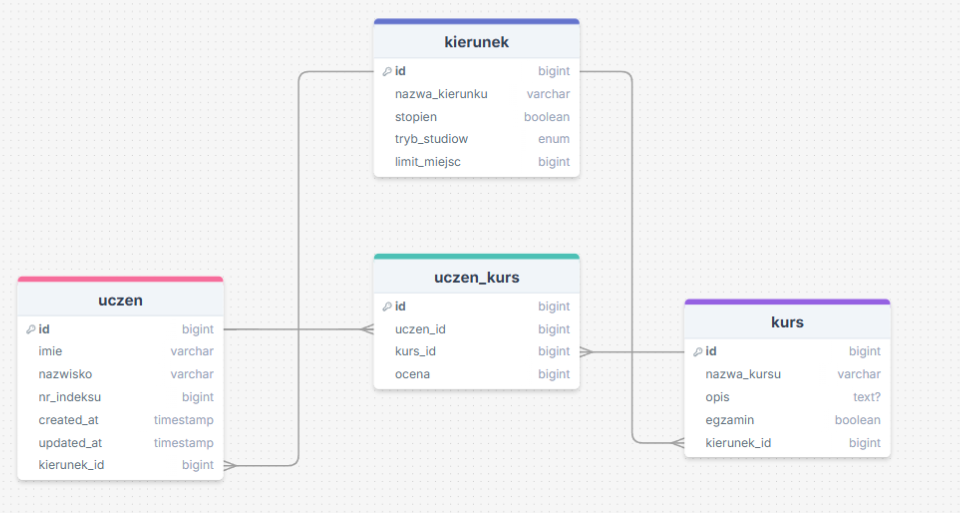 kierunek
id bigint
nazwa_kierunku varchar
stopien boolean
tryb_studiow enum
limit_miejsc bigint
uczen_kurs
id bigint
uczen_id bigint
kurs_id bigint
ocena bigint
uczen
id bigint
imie varchar
nazwisko varchar
nr_indeksu bigint
created_at timestamp
updated_at timestamp
kierunek_id bigint
kurs
id bigint
nazwa_kursu varchar
opis text?
egzamin boolean
kierunek_id bigint